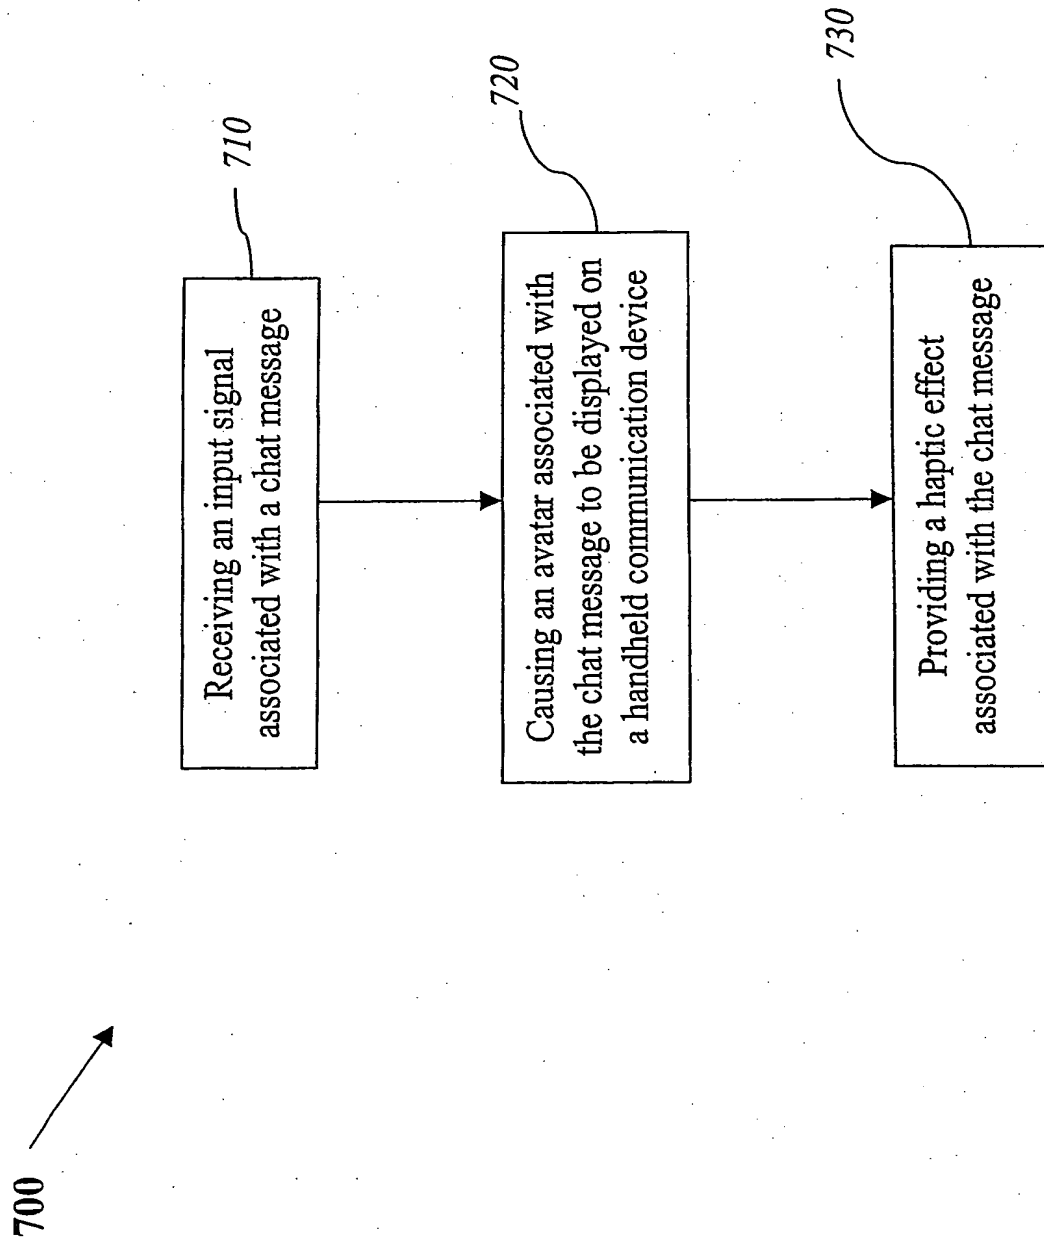 700
710
Receiving an input signal
associated with a chat message
720
Causing an avatar associated with
the chat message to be displayed on
a handheld communication device
730
Providing a haptic effect
associated with the chat message